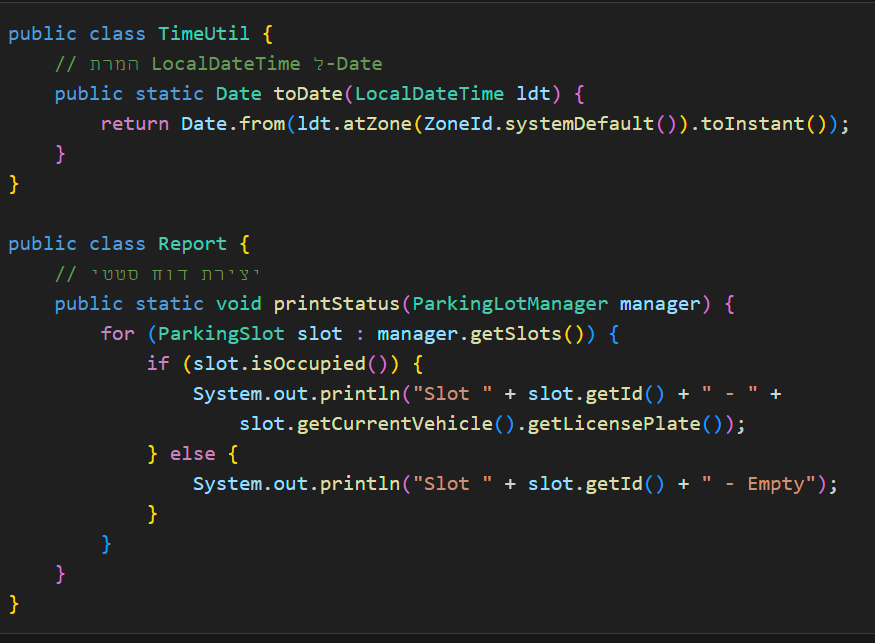 public class TimeUtil {
// המרת LocalDateTime ל-Date
public static Date toDate(LocalDateTime ldt) {
return Date.from(ldt.atZone(ZoneId.systemDefault()).toInstant());
}
}
public class Report {
// יצירת דוח סטטי
public static void printStatus(ParkingLotManager manager) {
for (ParkingSlot slot : manager.getSlots()) {
if (slot.isOccupied()) {
System.out.println("Slot " + slot.getId() + " - " +
slot.getCurrentVehicle().getLicensePlate());
} else {
System.out.println("Slot " + slot.getId() + " - Empty");
}
}
}
}